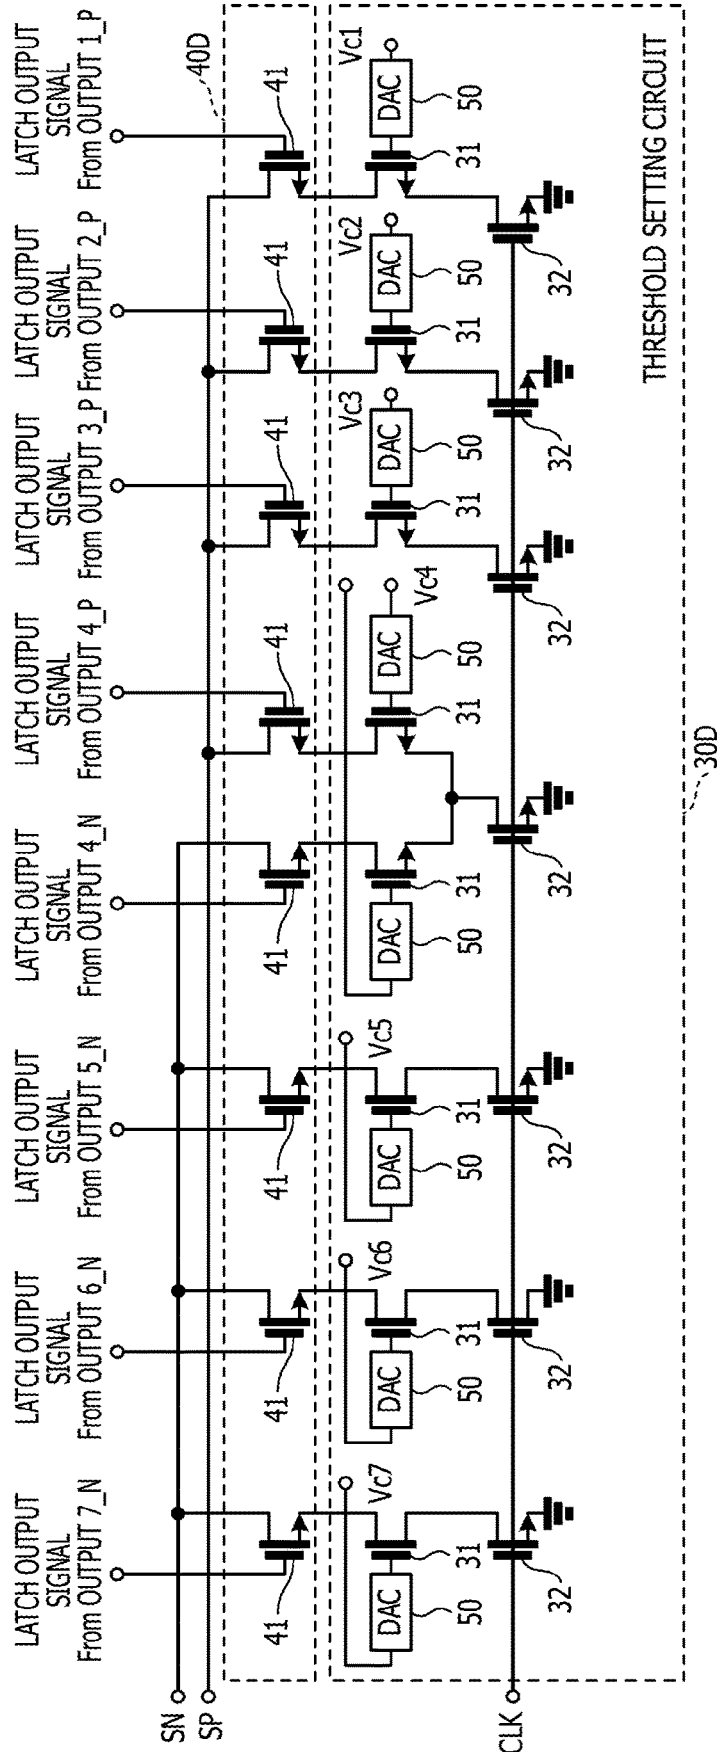 LATCH OUTPUT
SIGNAL
From OUTPUT 7_N
LATCH OUTPUT
SIGNAL
From OUTPUT 6_N
LATCH OUTPUT
SIGNAL
From OUTPUT 5_N
LATCH OUTPUT
SIGNAL
From OUTPUT 4_N
LATCH OUTPUT
SIGNAL
From OUTPUT 4_P
LATCH OUTPUT
SIGNAL
From OUTPUT 3_P
LATCH OUTPUT
SIGNAL
From OUTPUT 2_P
LATCH OUTPUT
SIGNAL
From OUTPUT 1_P
SN
SP
40D
41
41
41
41
41
41
41
41
Vc7
Vc6
Vc5
Vc4
Vc3
Vc2
Vc1
DAC
DAC
DAC
DAC
DAC
DAC
DAC
DAC
50
31
50
31
50
31
50
31
31
50
31
50
31
50
31
50
CLK
32
32
32
32
32
32
32
THRESHOLD SETTING CIRCUIT
30D